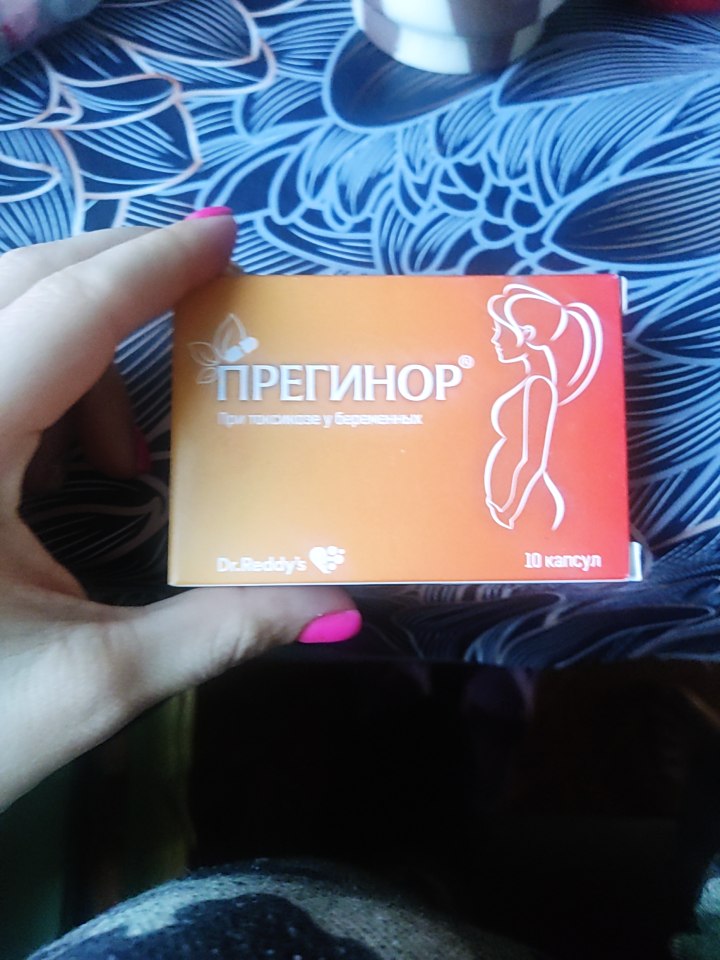 ПРЕГИНОР®
При токсикозе у беременных
Dr.Reddy's
10 капсул